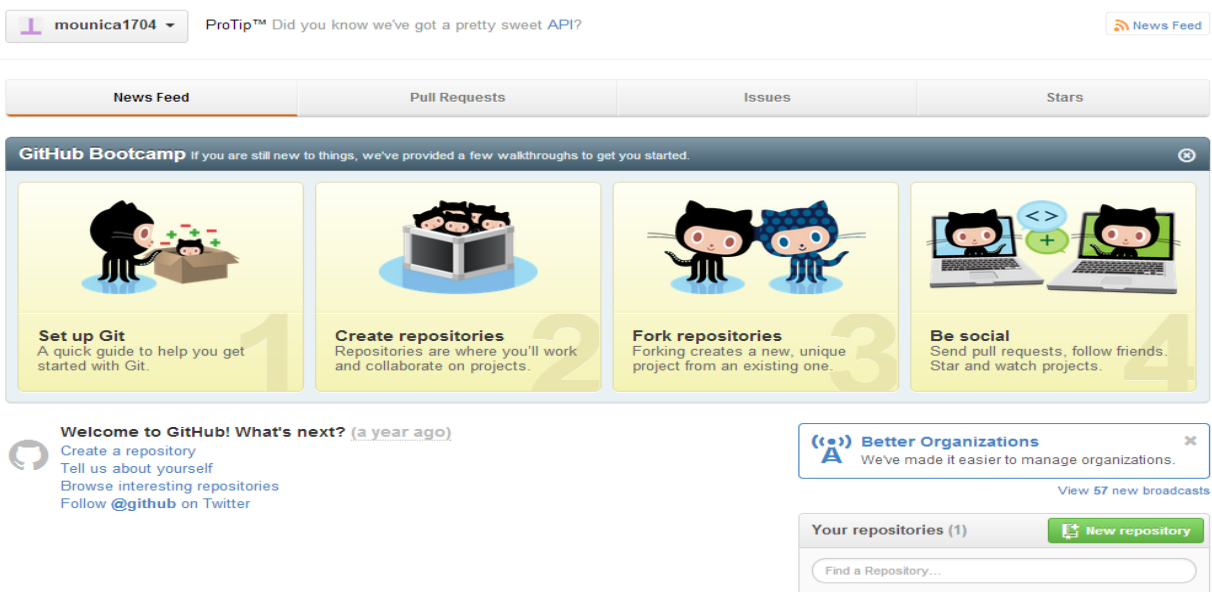 mounica1704
ProTip™ Did you know we've got a pretty sweet API?
News Feed
News Feed
Pull Requests
Issues
Stars
GitHub Bootcamp If you are still new to things, we've provided a few walkthroughs to get you started.
<>
+
1
Set up Git
A quick guide to help you get
started with Git.
2
Create repositories
Repositories are where you'll work
and collaborate on projects.
3
Fork repositories
Forking creates a new, unique
project from an existing one.
4
Be social
Send pull requests, follow friends.
Star and watch projects.
Welcome to GitHub! What's next? (a year ago)
Create a repository
Tell us about yourself
Browse interesting repositories
Follow @github on Twitter
Better Organizations
We've made it easier to manage organizations.
View 57 new broadcasts
Your repositories (1)
New repository
Find a Repository...